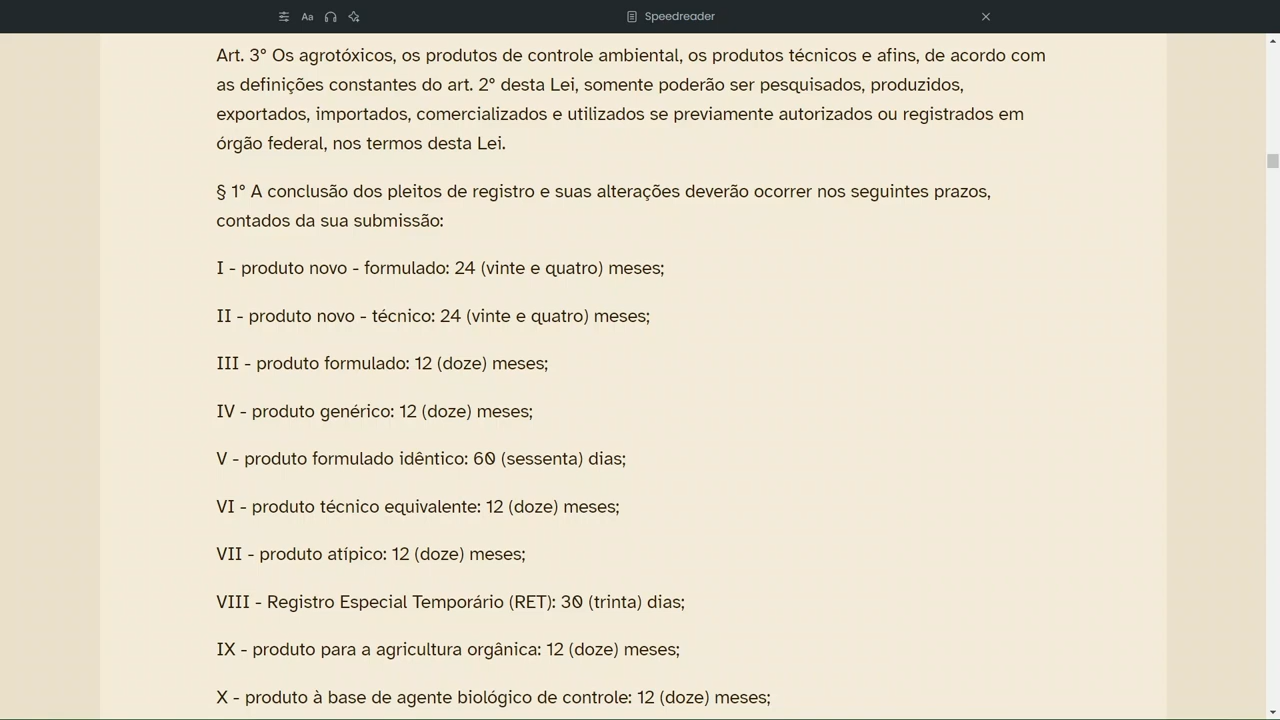 Aa
Speedreader
Art. 3° Os agrotóxicos, os produtos de controle ambiental, os produtos técnicos e afins, de acordo com
as definições constantes do art. 2° desta Lei, somente poderão ser pesquisados, produzidos,
exportados, importados, comercializados e utilizados se previamente autorizados ou registrados em
órgão federal, nos termos desta Lei.
§ 1° A conclusão dos pleitos de registro e suas alterações deverão ocorrer nos seguintes prazos,
contados da sua submissão:
I - produto novo - formulado: 24 (vinte e quatro) meses;
II - produto novo - técnico: 24 (vinte e quatro) meses;
III - produto formulado: 12 (doze) meses;
IV - produto genérico: 12 (doze) meses;
V - produto formulado idêntico: 60 (sessenta) dias;
VI - produto técnico equivalente: 12 (doze) meses;
VII - produto atípico: 12 (doze) meses;
VIII - Registro Especial Temporário (RET): 30 (trinta) dias;
IX - produto para a agricultura orgânica: 12 (doze) meses;
X - produto à base de agente biológico de controle: 12 (doze) meses;